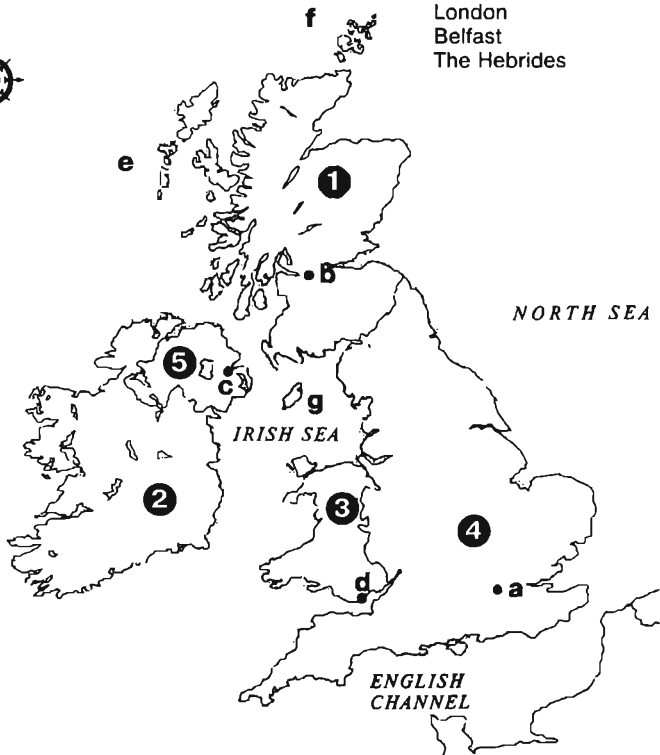 f
London
Belfast
The Hebrides
e
1
b
NORTH SEA
5
c
g
IRISH SEA
2
3
4
d
a
ENGLISH
CHANNEL